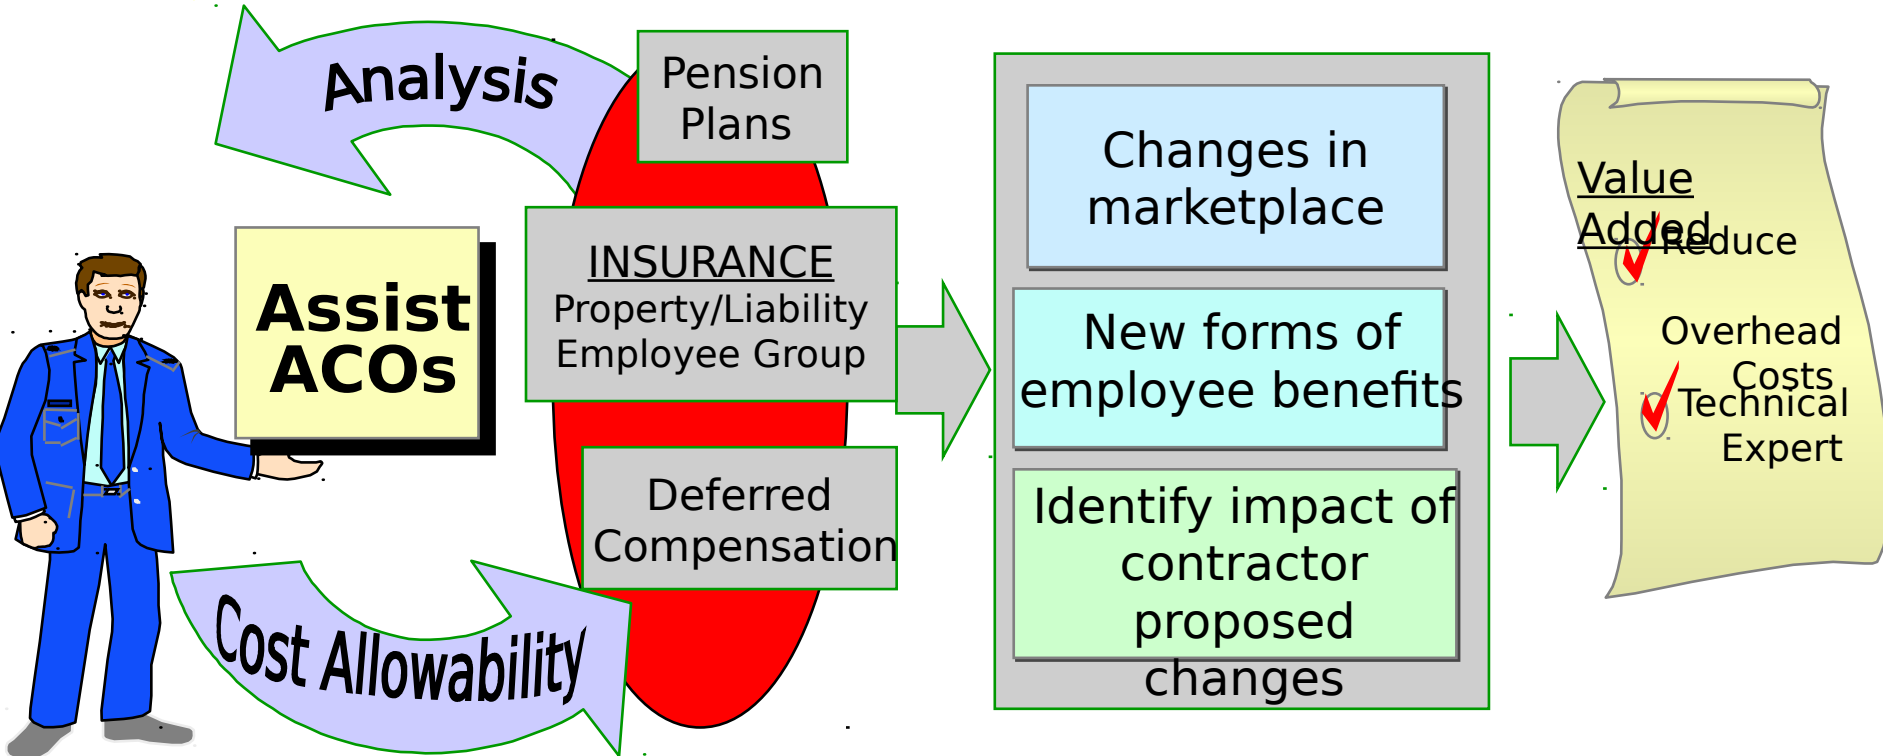 Analysis
Assist
ACOs
Cost Allowability
Pension
Plans
INSURANCE
Property/Liability
Employee Group
Deferred
Compensation
Changes in
marketplace
New forms of
employee benefits
Identify impact of
contractor
proposed
changes
Value
Added
Reduce
Overhead
Costs
Technical
Expert